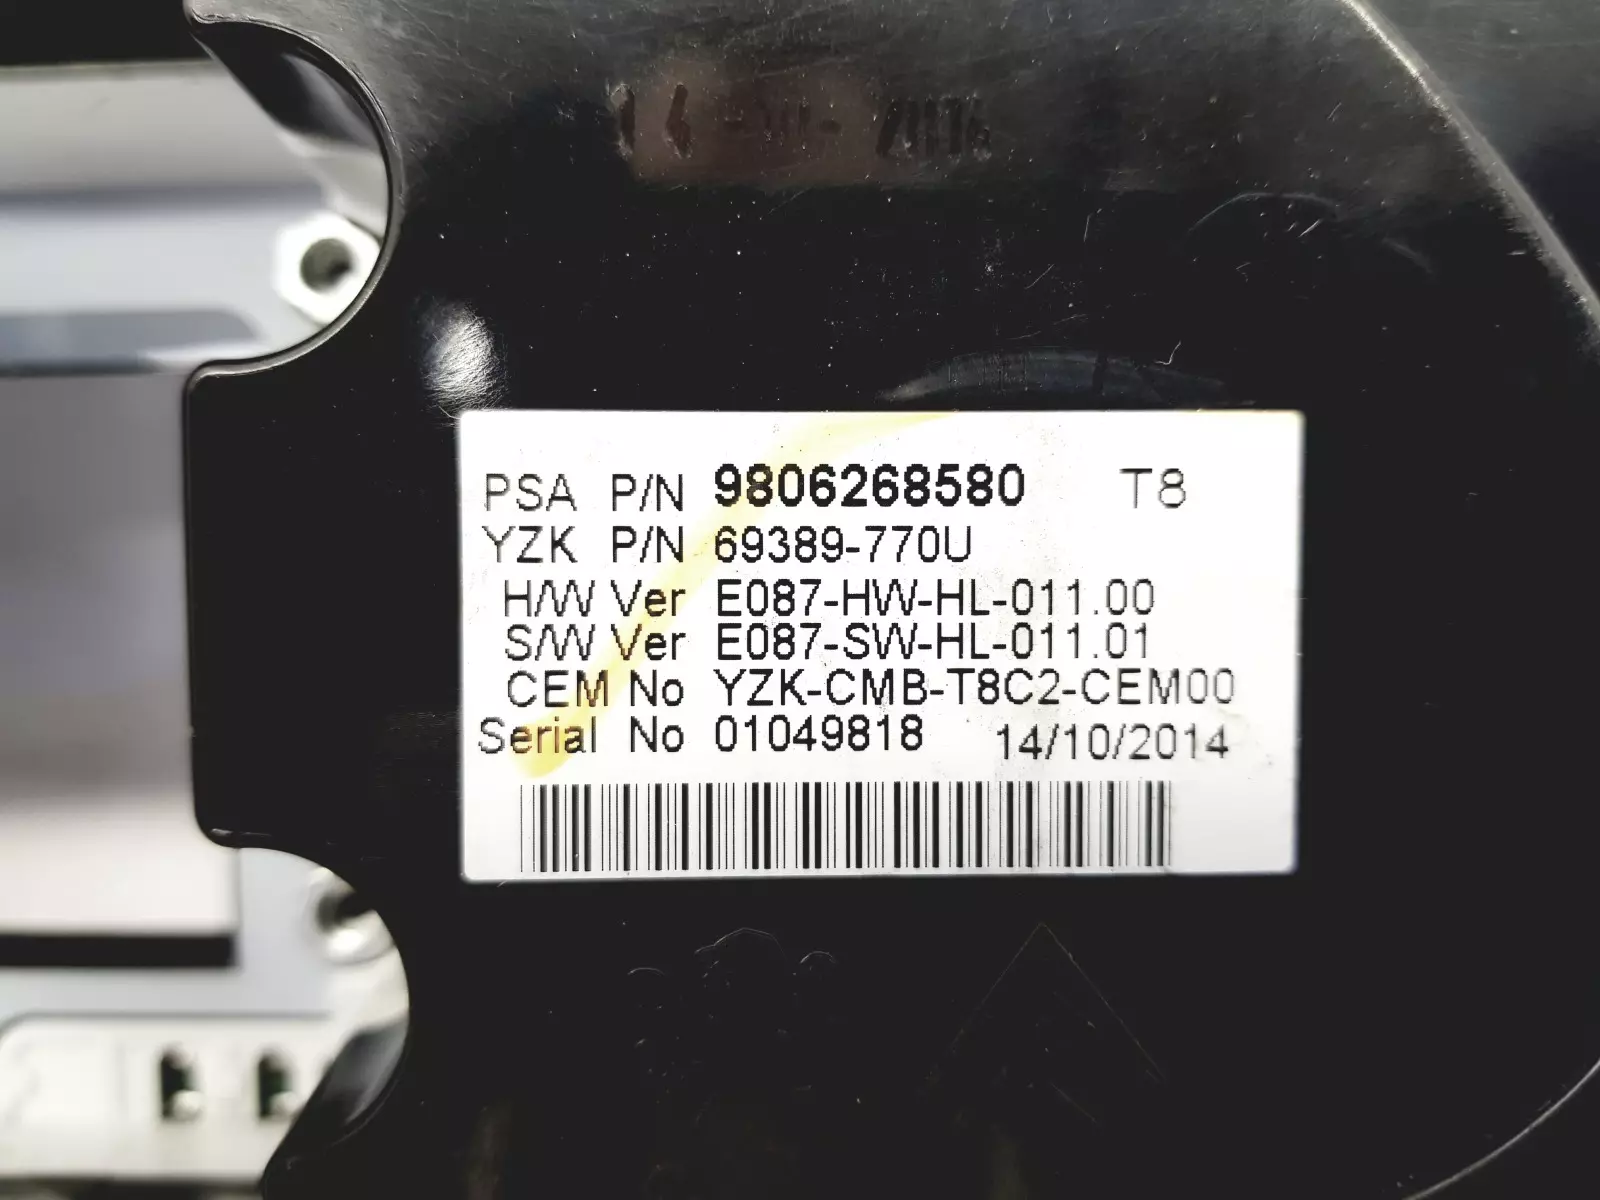 PSA P/N 9806268580 T8
YZK P/N 69389-770U
H/W Ver E087-HW-HL-011.00
S/W Ver E087-SW-HL-011.01
CEM No YZK-CMB-T8C2-CEM00
Serial No 01049818 14/10/2014